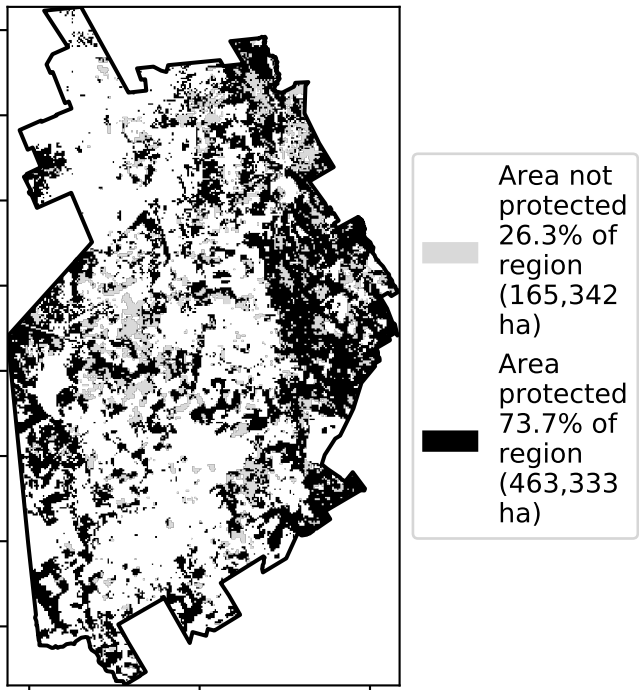 Area not
protected
26.3% of
region
(165,342
ha)
Area
protected
73.7% of
region
(463,333
ha)